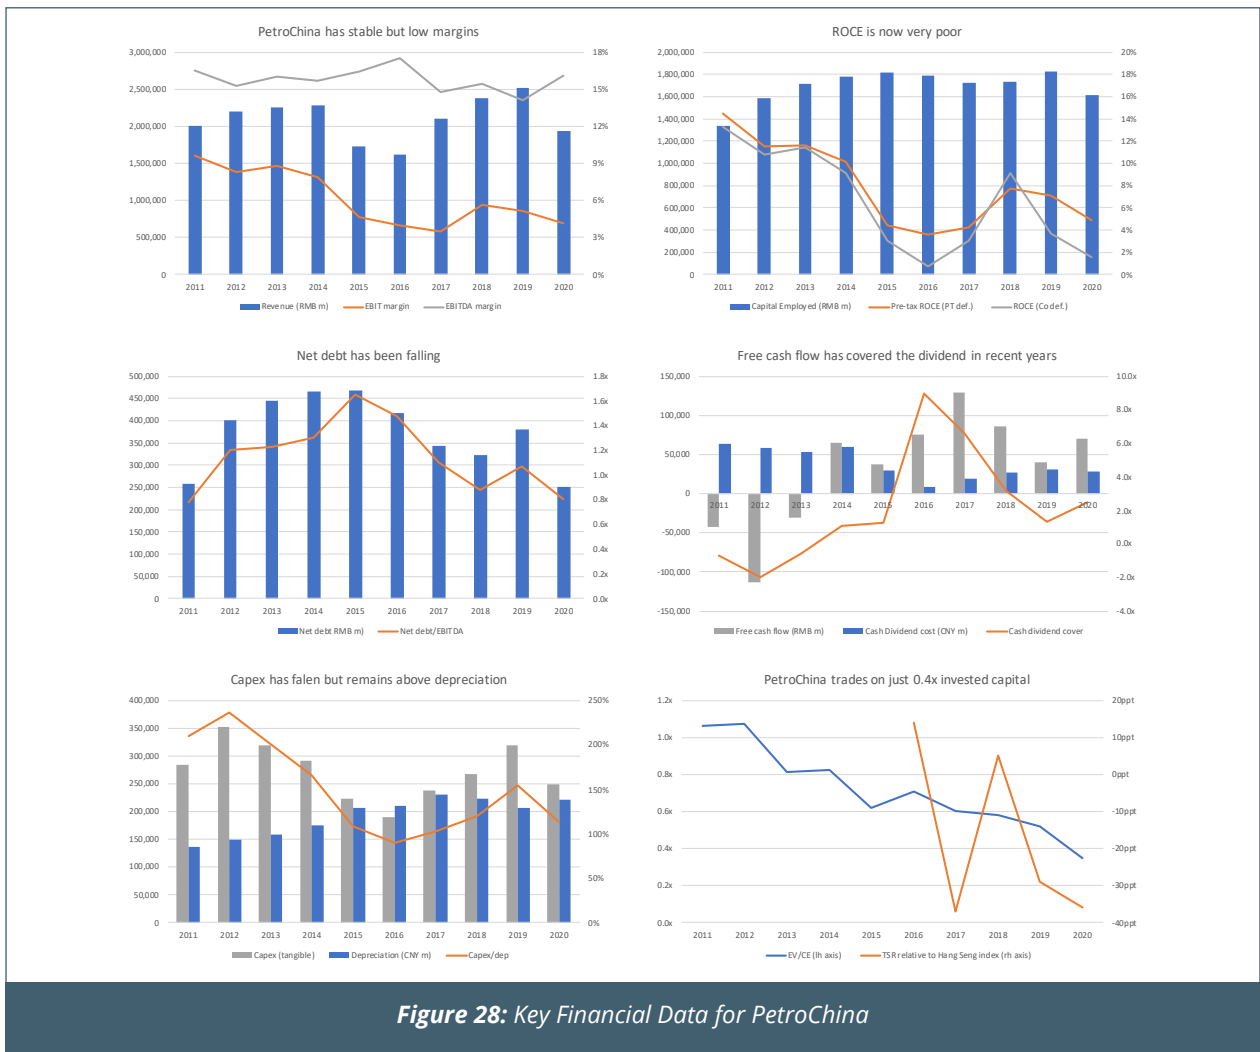 PetroChina has stable but low margins
3,000,000
2,500,000
2,000,000
1,500,000
1,000,000
500,000
0
18%
15%
12%
9%
6%
3%
0%
2011 2012 2013 2014 2015 2016 2017 2018 2019 2020
Revenue (RMB m) EBIT margin EBITDA margin
ROCE is now very poor
2,000,000
1,800,000
1,600,000
1,400,000
1,200,000
1,000,000
800,000
600,000
400,000
200,000
0
20%
18%
16%
14%
12%
10%
8%
6%
4%
2%
0%
2011 2012 2013 2014 2015 2016 2017 2018 2019 2020
Capital Employed (RMB m) Pre-tax ROCE (PT def.) ROCE (Co def.)
Net debt has been falling
500,000
450,000
400,000
350,000
300,000
250,000
200,000
150,000
100,000
50,000
0
1.8x
1.6x
1.4x
1.2x
1.0x
0.8x
0.6x
0.4x
0.2x
0.0x
2011 2012 2013 2014 2015 2016 2017 2018 2019 2020
Net debt RMB m) Net debt/EBITDA
Free cash flow has covered the dividend in recent years
150,000
100,000
50,000
0
-50,000
-100,000
-150,000
10.0x
8.0x
6.0x
4.0x
2.0x
0.0x
-2.0x
-4.0x
2011 2012 2013 2014 2015 2016 2017 2018 2019 2020
Free cash flow (RMB m) Cash Dividend cost (CNY m) Cash dividend cover
Capex has falen but remains above depreciation
400,000
350,000
300,000
250,000
200,000
150,000
100,000
50,000
0
250%
200%
150%
100%
50%
0%
2011 2012 2013 2014 2015 2016 2017 2018 2019 2020
Capex (tangible) Depreciation (CNY m) Capex/dep
PetroChina trades on just 0.4x invested capital
1.2x
1.0x
0.8x
0.6x
0.4x
0.2x
0.0x
20ppt
10ppt
0ppt
-10ppt
-20ppt
-30ppt
-40ppt
2011 2012 2013 2014 2015 2016 2017 2018 2019 2020
EV/CE (lh axis) TSR relative to Hang Seng index (rh axis)
Figure 28: Key Financial Data for PetroChina